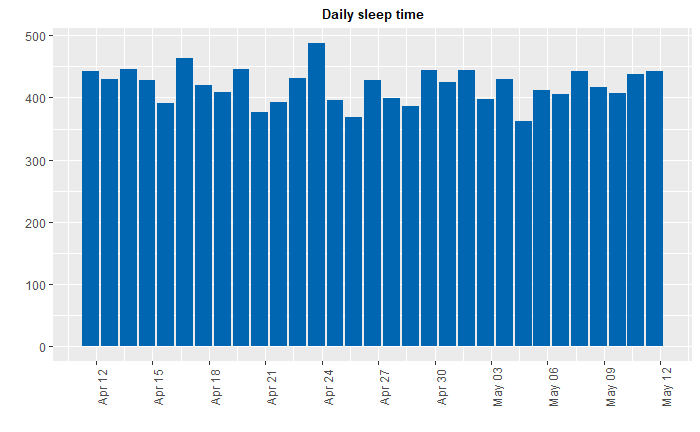 Daily sleep time
500
400
300
200
100
0
Apr 12
Apr 15
Apr 18
Apr 21
Apr 24
Apr 27
Apr 30
May 03
May 06
May 09
May 12